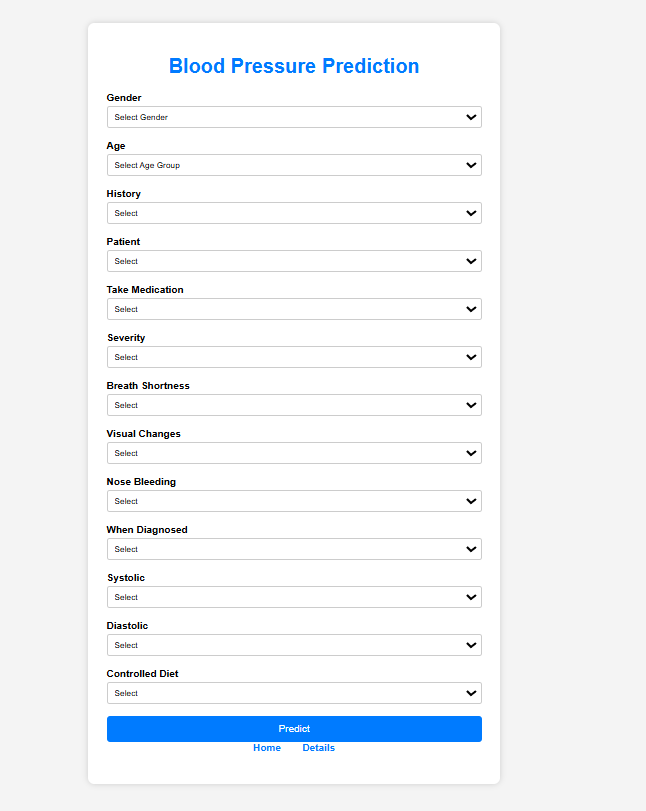 Blood Pressure Prediction
Gender
Select Gender
Age
Select Age Group
History
Select
Patient
Select
Take Medication
Select
Severity
Select
Breath Shortness
Select
Visual Changes
Select
Nose Bleeding
Select
When Diagnosed
Select
Systolic
Select
Diastolic
Select
Controlled Diet
Select
Predict
Home Details